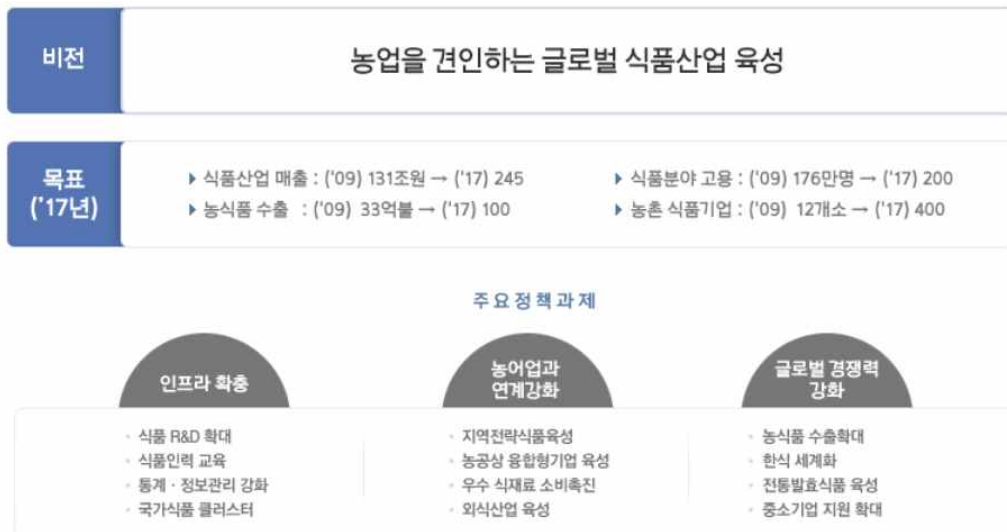 비전
농업을 견인하는 글로벌 식품산업 육성
목표
('17년)
식품산업 매출 : ('09) 131조원 → ('17) 245
식품분야 고용 : ('09) 176만명 → ('17) 200
농식품 수출 : ('09) 33억불 → ('17) 100
농촌 식품기업 : ('09) 12개소 → ('17) 400
주요정책과제
인프라 확충
식품 R&D 확대
식품인력 교육
통계 · 정보관리 강화
국가식품 클러스터
농어업과
연계강화
지역전략식품육성
농공상 융합형기업 육성
우수 식재료 소비촉진
외식산업 육성
글로벌 경쟁력
강화
농식품 수출확대
한식 세계화
전통발효식품 육성
중소기업 지원 확대